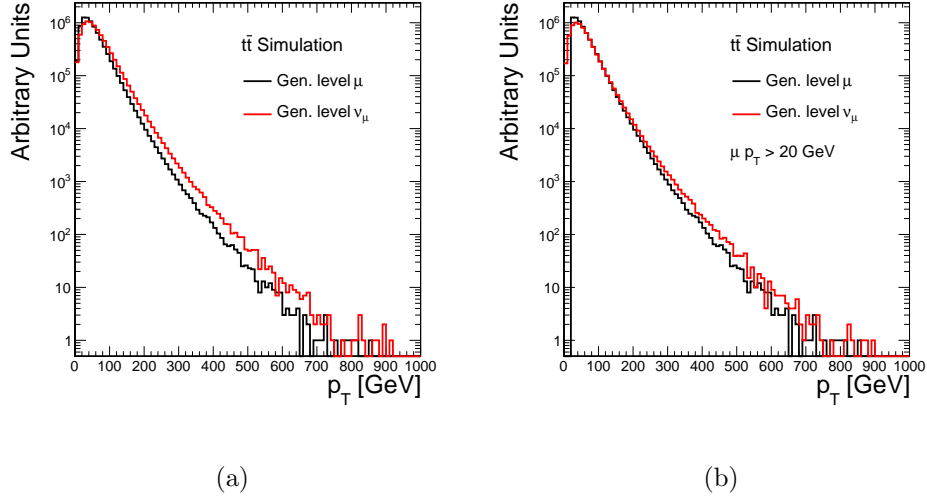 Arbitrary Units
10⁶
10⁵
10⁴
10³
10²
10
1
tt̄ Simulation
Gen. level μ
Gen. level ν_μ
0 100 200 300 400 500 600 700 800 900 1000
p_T [GeV]
(a)
Arbitrary Units
10⁶
10⁵
10⁴
10³
10²
10
1
tt̄ Simulation
Gen. level μ
Gen. level ν_μ
μ p_T > 20 GeV
0 100 200 300 400 500 600 700 800 900 1000
p_T [GeV]
(b)